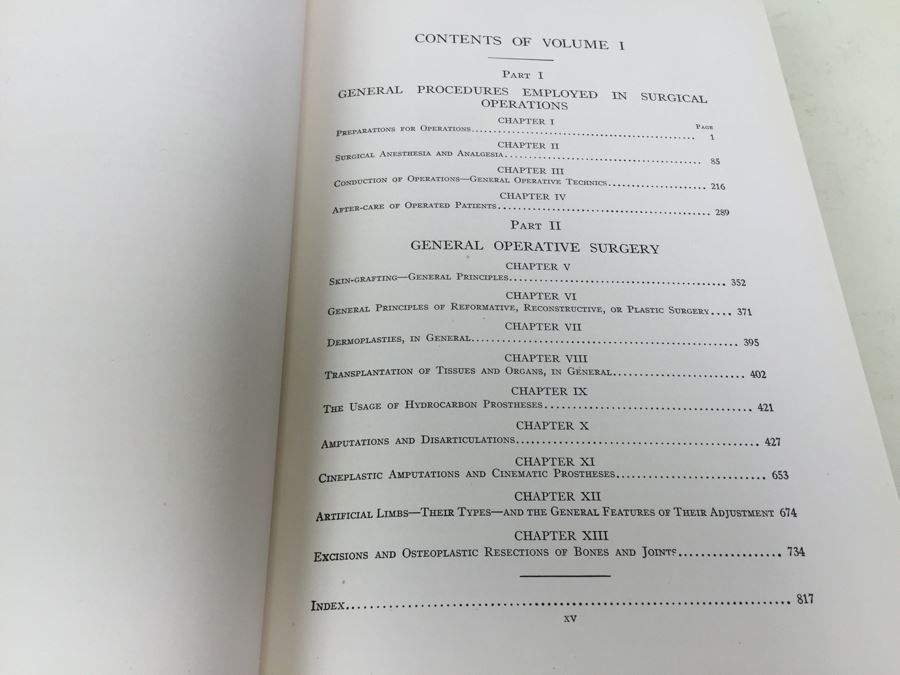 CONTENTS OF VOLUME I
Part I
GENERAL PROCEDURES EMPLOYED IN SURGICAL
OPERATIONS
CHAPTER I
Page
Preparations for Operations 1
CHAPTER II
Surgical Anesthesia and Analgesia 85
CHAPTER III
Conduction of Operations—General Operative Technics 216
CHAPTER IV
After-care of Operated Patients 289
Part II
GENERAL OPERATIVE SURGERY
CHAPTER V
Skin-grafting—General Principles 352
CHAPTER VI
General Principles of Reformative, Reconstructive, or Plastic Surgery 371
CHAPTER VII
Dermoplasties, in General 395
CHAPTER VIII
Transplantation of Tissues and Organs, in General 402
CHAPTER IX
The Usage of Hydrocarbon Prostheses 421
CHAPTER X
Amputations and Disarticulations 427
CHAPTER XI
Cineplastic Amputations and Cinematic Prostheses 653
CHAPTER XII
Artificial Limbs—Their Types—and the General Features of Their Adjustment 674
CHAPTER XIII
Excisions and Osteoplastic Resections of Bones and Joints 734
Index 817
xv